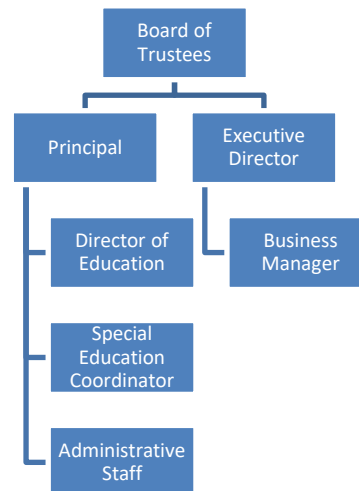 Board of
Trustees
Principal
Executive
Director
Director of
Education
Business
Manager
Special
Education
Coordinator
Administrative
Staff